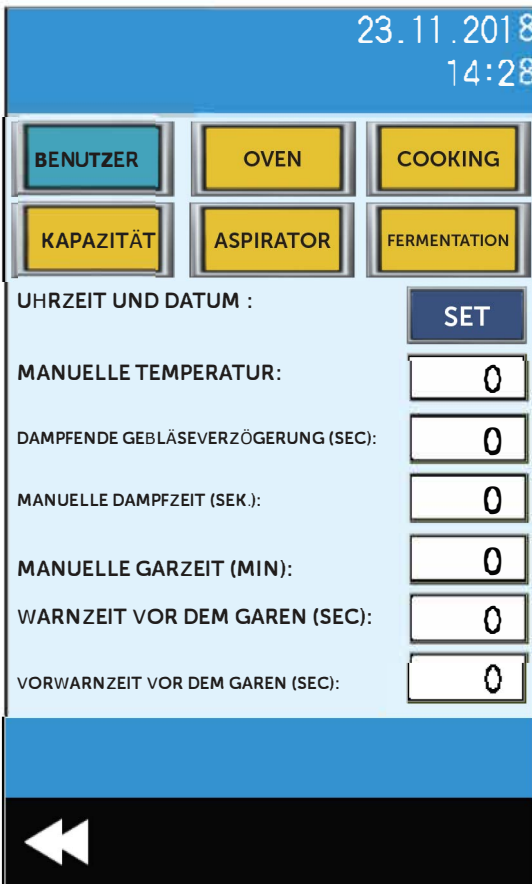 23.11.2018
14:28
BENUTZER OVEN COOKING
KAPAZITÄT ASPIRATOR FERMENTATION
UHRZEIT UND DATUM : SET
MANUELLE TEMPERATUR: 0
DAMPFENDE GEBLÄSEVERZÖGERUNG (SEC): 0
MANUELLE DAMPFZEIT (SEK.): 0
MANUELLE GARZEIT (MIN): 0
WARNZEIT VOR DEM GAREN (SEC): 0
VORWARNZEIT VOR DEM GAREN (SEC): 0